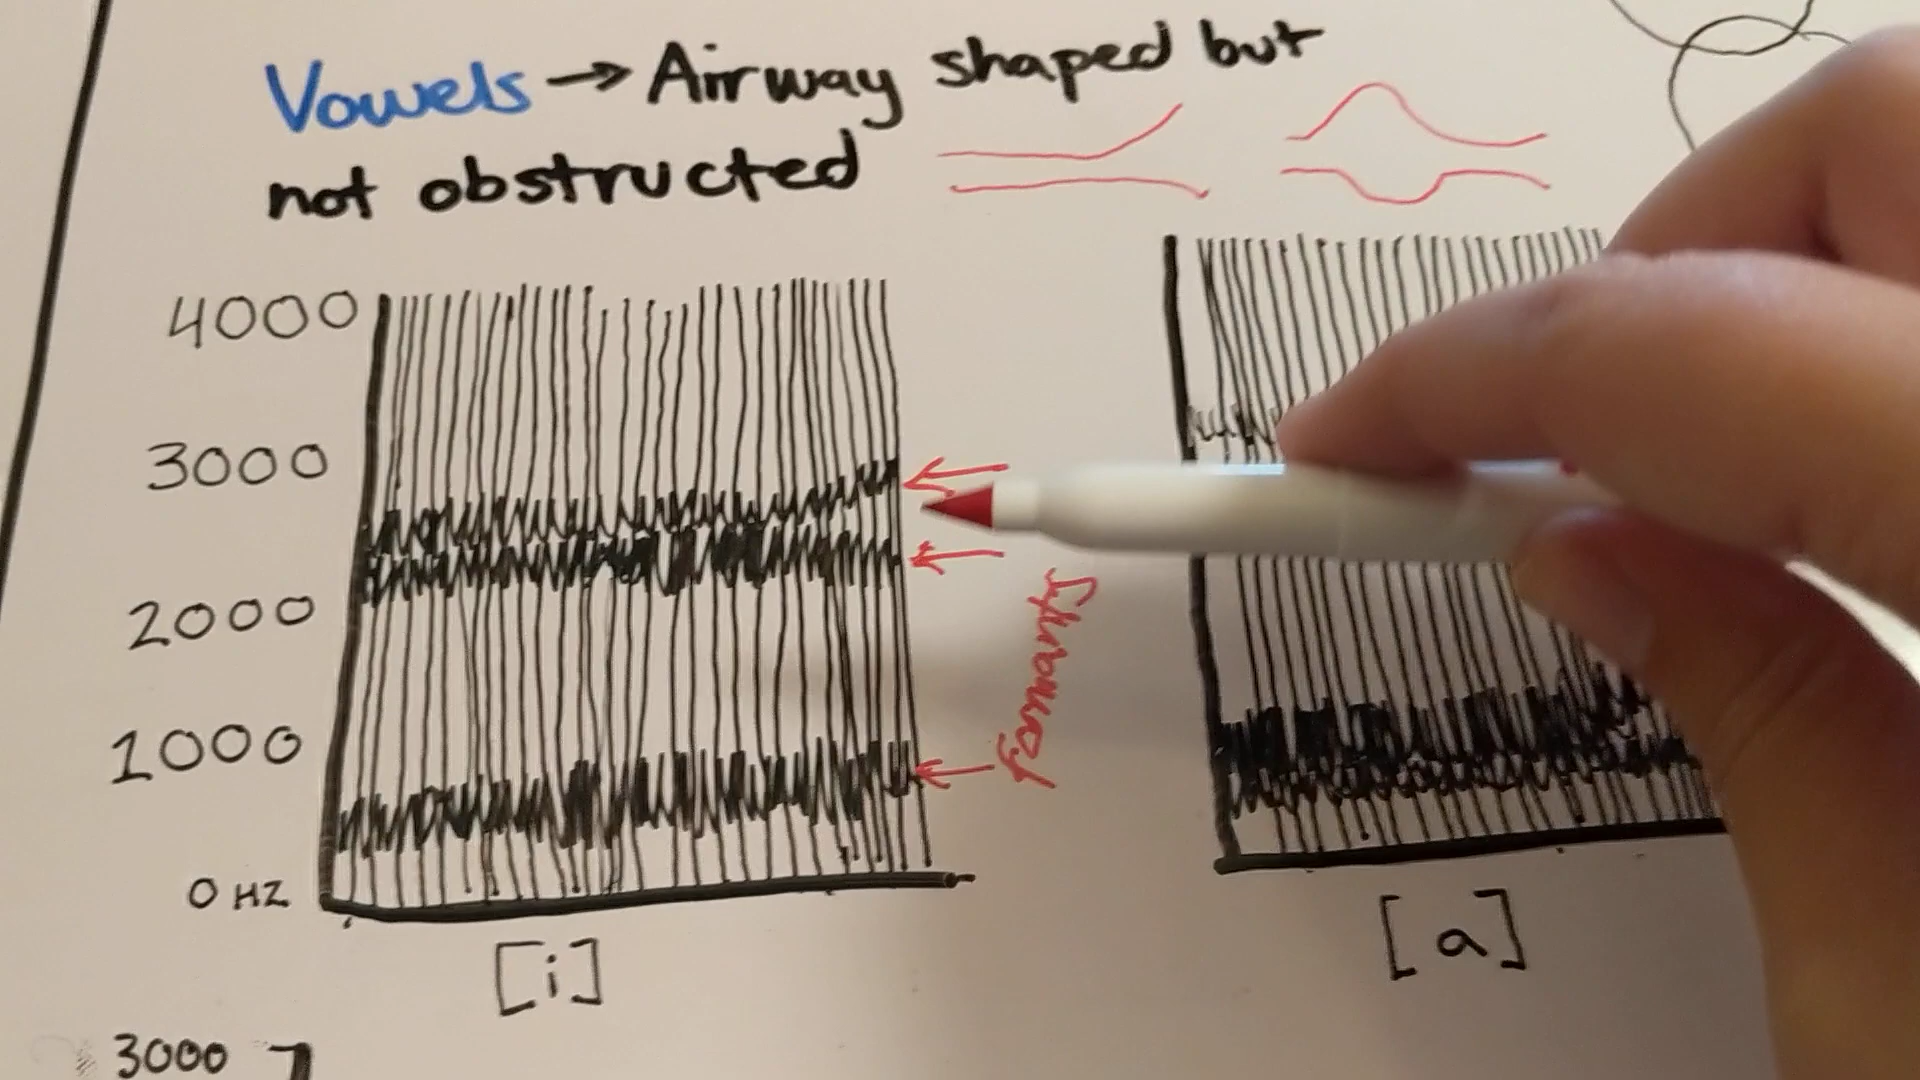 Vowels → Airway shaped but
not obstructed
4000
3000
2000
1000
0 HZ
Formants
[i]
[a]
3000